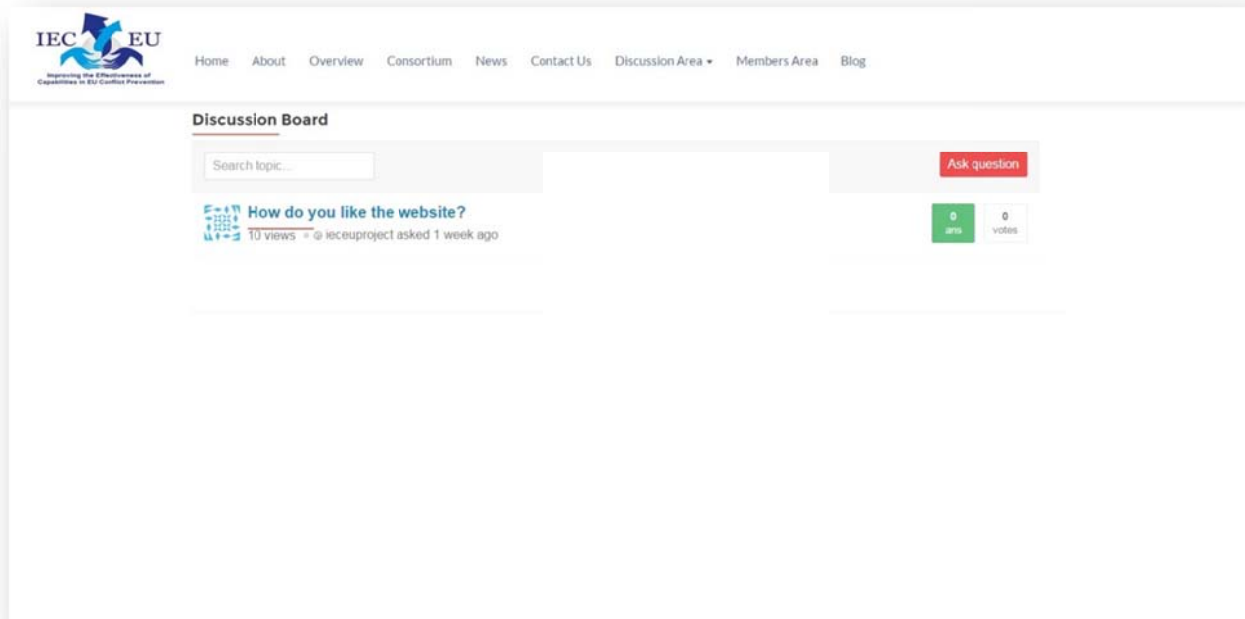 IEC EU
Improving the Effectiveness of
Capabilities in EU Conflict Prevention
Home About Overview Consortium News Contact Us Discussion Area Members Area Blog
Discussion Board
Search topic...
Ask question
How do you like the website?
10 views ieceuproject asked 1 week ago
0 ans
0 votes